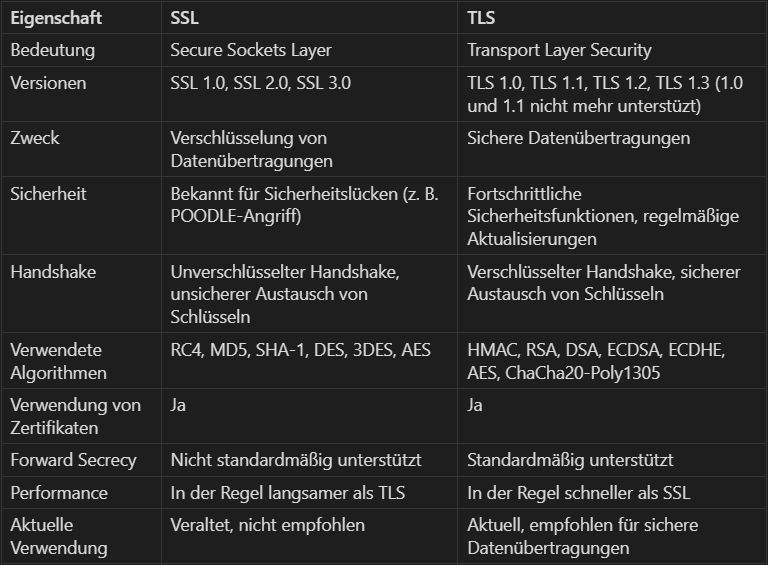 Eigenschaft SSL TLS
Bedeutung Secure Sockets Layer Transport Layer Security
Versionen SSL 1.0, SSL 2.0, SSL 3.0 TLS 1.0, TLS 1.1, TLS 1.2, TLS 1.3 (1.0
und 1.1 nicht mehr unterstüzt)
Zweck Verschlüsselung von Sichere Datenübertragungen
Datenübertragungen
Sicherheit Bekannt für Sicherheitslücken (z. B. Fortschrittliche
POODLE-Angriff) Sicherheitsfunktionen, regelmäßige
Aktualisierungen
Handshake Unverschlüsselter Handshake, Verschlüsselter Handshake, sicherer
unsicherer Austausch von Austausch von Schlüsseln
Schlüsseln
Verwendete RC4, MD5, SHA-1, DES, 3DES, AES HMAC, RSA, DSA, ECDSA, ECDHE,
Algorithmen AES, ChaCha20-Poly1305
Verwendung von Ja Ja
Zertifikaten
Forward Secrecy Nicht standardmäßig unterstützt Standardmäßig unterstützt
Performance In der Regel langsamer als TLS In der Regel schneller als SSL
Aktuelle Veraltet, nicht empfohlen Aktuell, empfohlen für sichere
Verwendung Datenübertragungen